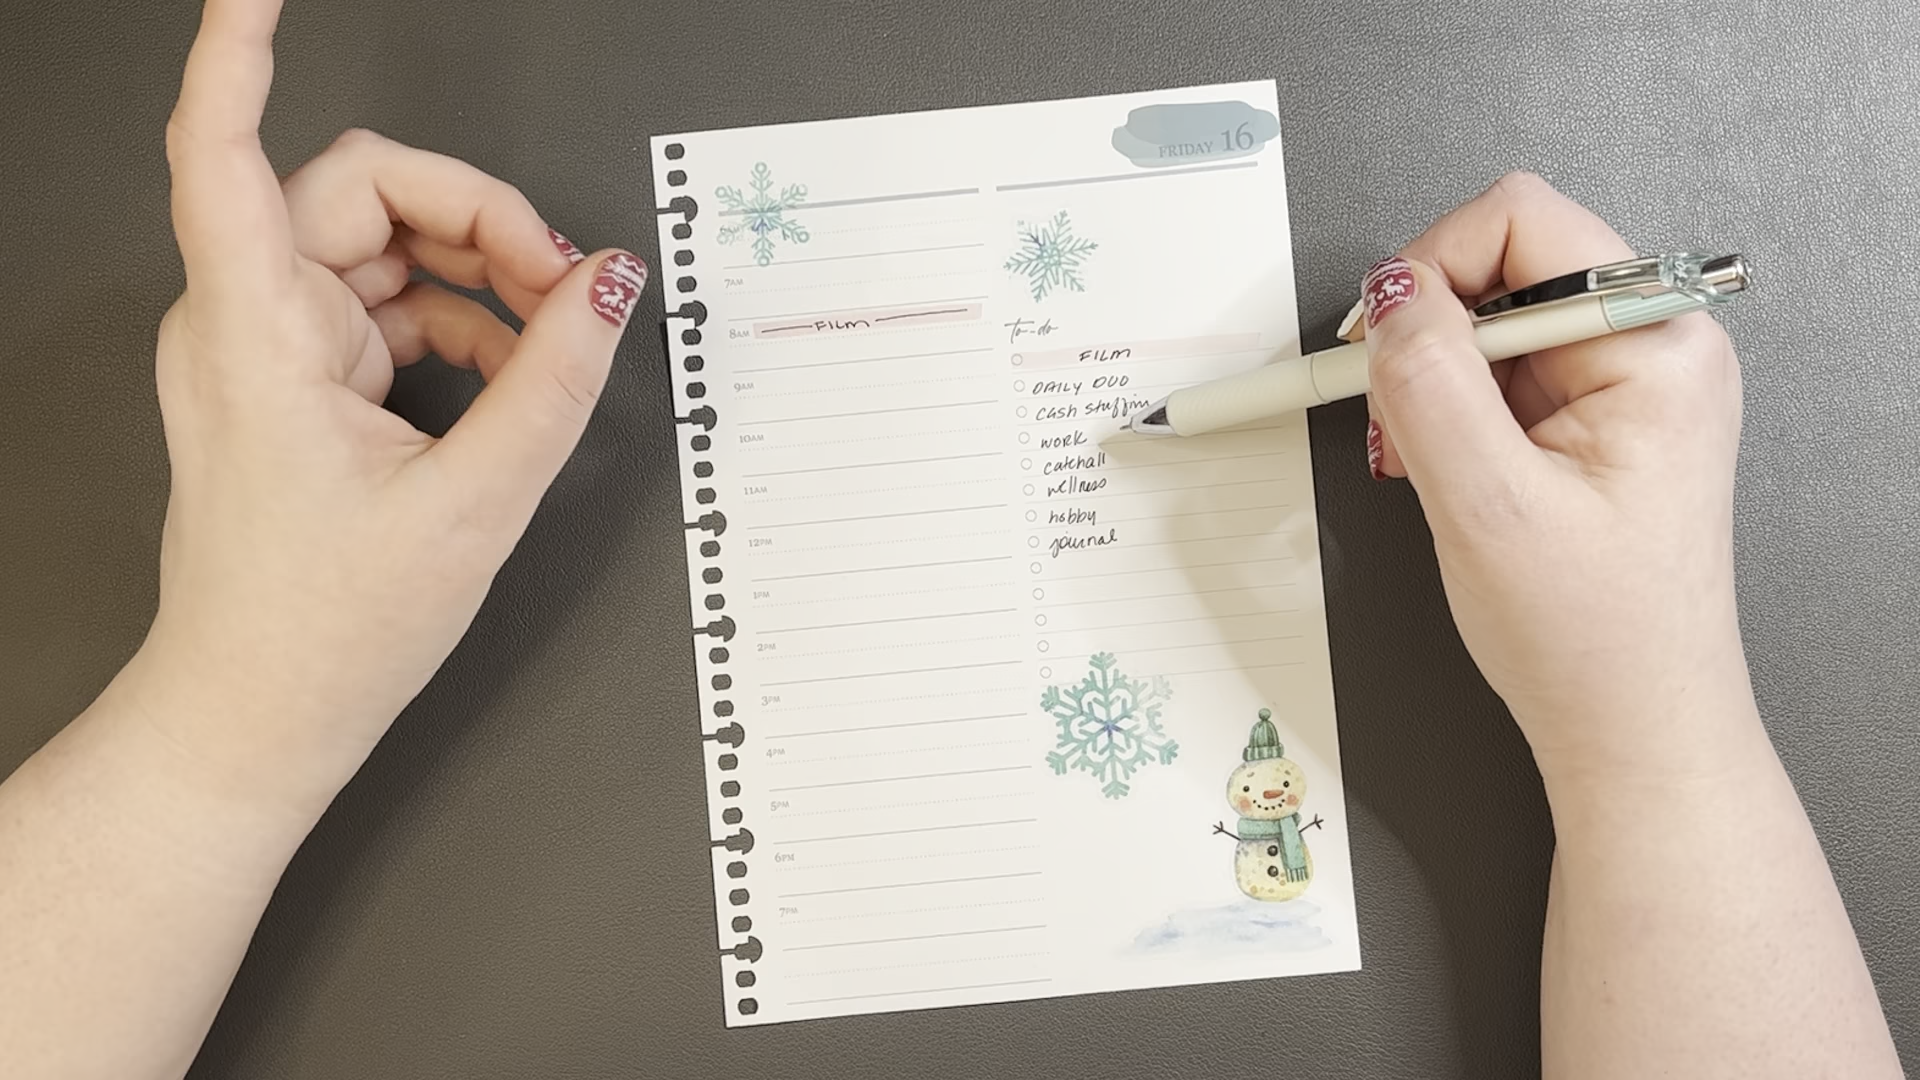 FRIDAY 16
7AM
8AM FILM
9AM
10AM
11AM
12PM
1PM
2PM
3PM
4PM
5PM
6PM
7PM
to-do
FILM
DAILY DUO
cash
work
catchall
wellness
hobby
journal